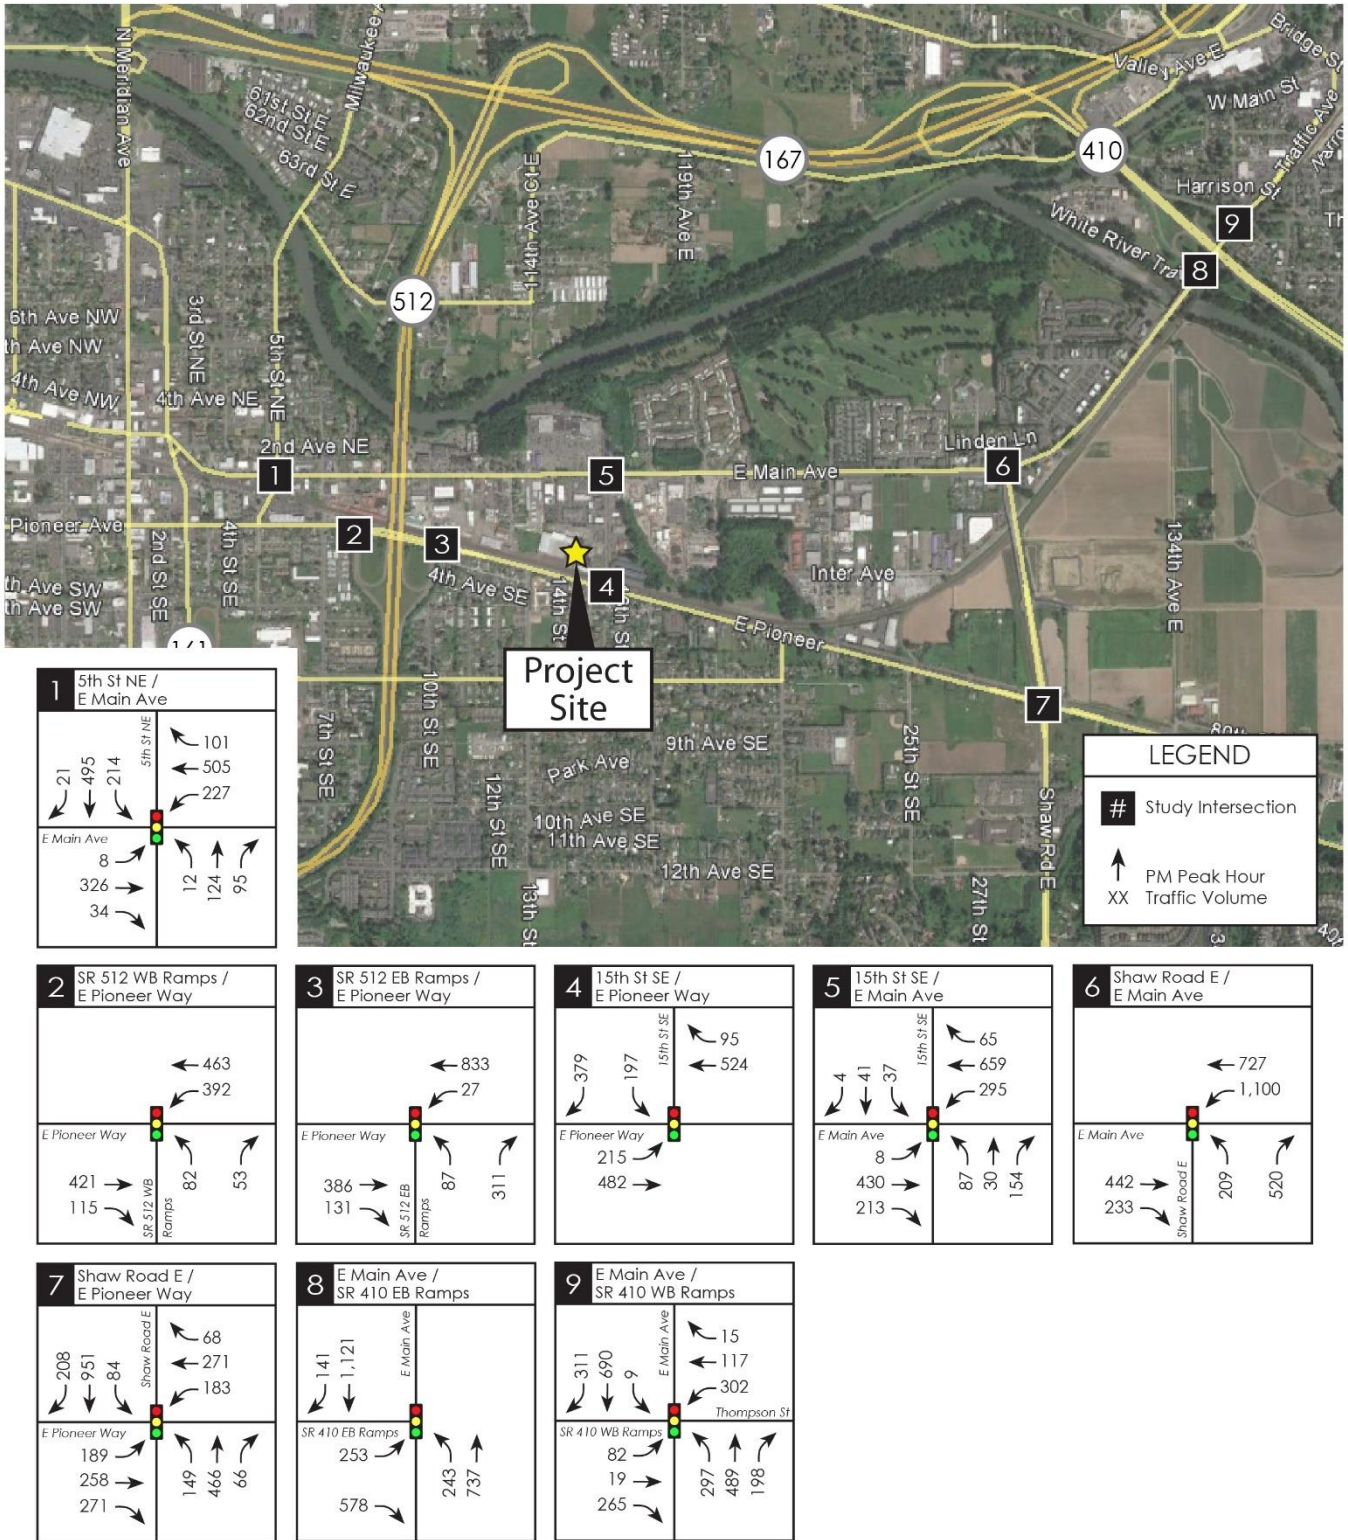 N Meridian Ave
Milwaukee
61st St E
62nd St E
63rd St E
114th Ave Ct E
119th Ave E
167
410
512
Valley Ave E
Bridge St
W Main St
Traffic Ave
Harrison St
White River Tra
9
8
6th Ave NW
th Ave NW
4th Ave NW
3rd St NE
4th Ave NE
5th St NE
2nd Ave NE
1
5
E Main Ave
Linden Ln
6
Pioneer Ave
2
3
4
2nd St SE
4th St SE
4th Ave SE
14th St
th Ave SW
th Ave SW
Inter Ave
134th Ave E
E Pioneer
7
Project
Site
7th St SE
10th St SE
12th St SE
13th St
Park Ave
9th Ave SE
10th Ave SE
11th Ave SE
12th Ave SE
25th St SE
27th St
Shaw Rd E
LEGEND
# Study Intersection
PM Peak Hour
XX Traffic Volume
1 5th St NE /
E Main Ave
5th St NE
21 495 214
101
505
227
E Main Ave
8
326
34
12 124 95
2 SR 512 WB Ramps /
E Pioneer Way
463
392
E Pioneer Way
421
115
SR 512 WB
Ramps
82 53
3 SR 512 EB Ramps /
E Pioneer Way
833
27
E Pioneer Way
386
131
SR 512 EB
Ramps
87 311
4 15th St SE /
E Pioneer Way
15th St SE
379 197
95
524
E Pioneer Way
215
482
5 15th St SE /
E Main Ave
15th St SE
4 41 37
65
659
295
E Main Ave
8
430
213
87 30 154
6 Shaw Road E /
E Main Ave
727
1,100
E Main Ave
442
233
Shaw Road E
209 520
7 Shaw Road E /
E Pioneer Way
Shaw Road E
208 951 84
68
271
183
E Pioneer Way
189
258
271
149 466 66
8 E Main Ave /
SR 410 EB Ramps
E Main Ave
141 1,121
SR 410 EB Ramps
253
578
243 737
9 E Main Ave /
SR 410 WB Ramps
E Main Ave
311 690 9
15
117
302
Thompson St
SR 410 WB Ramps
82
19
265
297 489 198